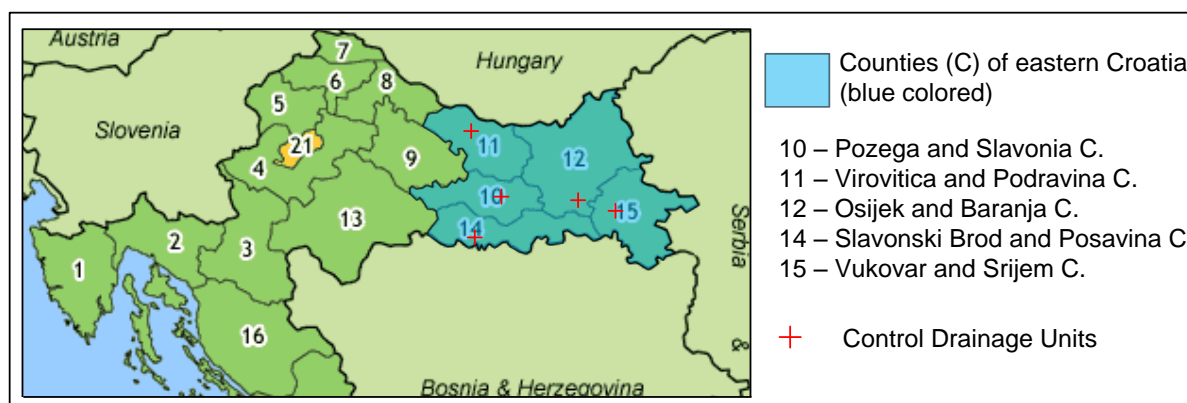 Austria
Hungary
Slovenia
Serbia
&
Bosnia & Herzegovina
7
6
8
5
21
4
9
11
12
10
15
13
14
2
3
1
16
Counties (C) of eastern Croatia
(blue colored)
10 – Pozega and Slavonia C.
11 – Virovitica and Podravina C.
12 – Osijek and Baranja C.
14 – Slavonski Brod and Posavina C
15 – Vukovar and Srijem C.
Control Drainage Units